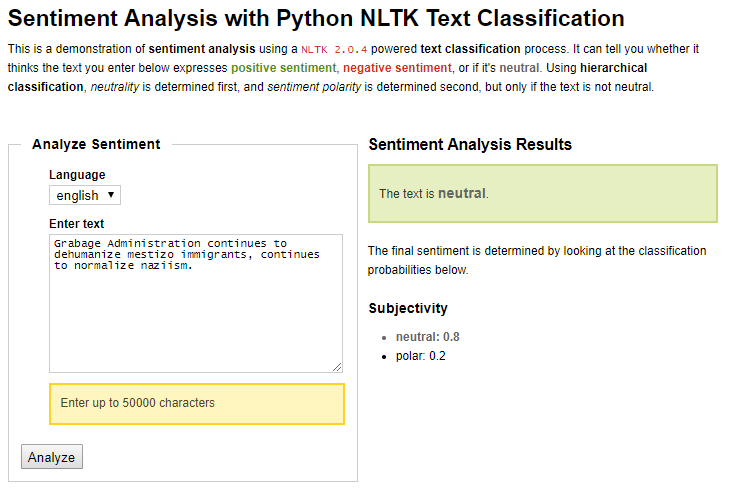 Sentiment Analysis with Python NLTK Text Classification
This is a demonstration of sentiment analysis using a NLTK 2.0.4 powered text classification process. It can tell you whether it
thinks the text you enter below expresses positive sentiment, negative sentiment, or if it's neutral. Using hierarchical
classification, neutrality is determined first, and sentiment polarity is determined second, but only if the text is not neutral.
Analyze Sentiment
Language
english
Enter text
Grabage Administration continues to
dehumanize mestizo immigrants, continues
to normalize naziism.
Enter up to 50000 characters
Analyze
Sentiment Analysis Results
The text is neutral.
The final sentiment is determined by looking at the classification
probabilities below.
Subjectivity
neutral: 0.8
polar: 0.2